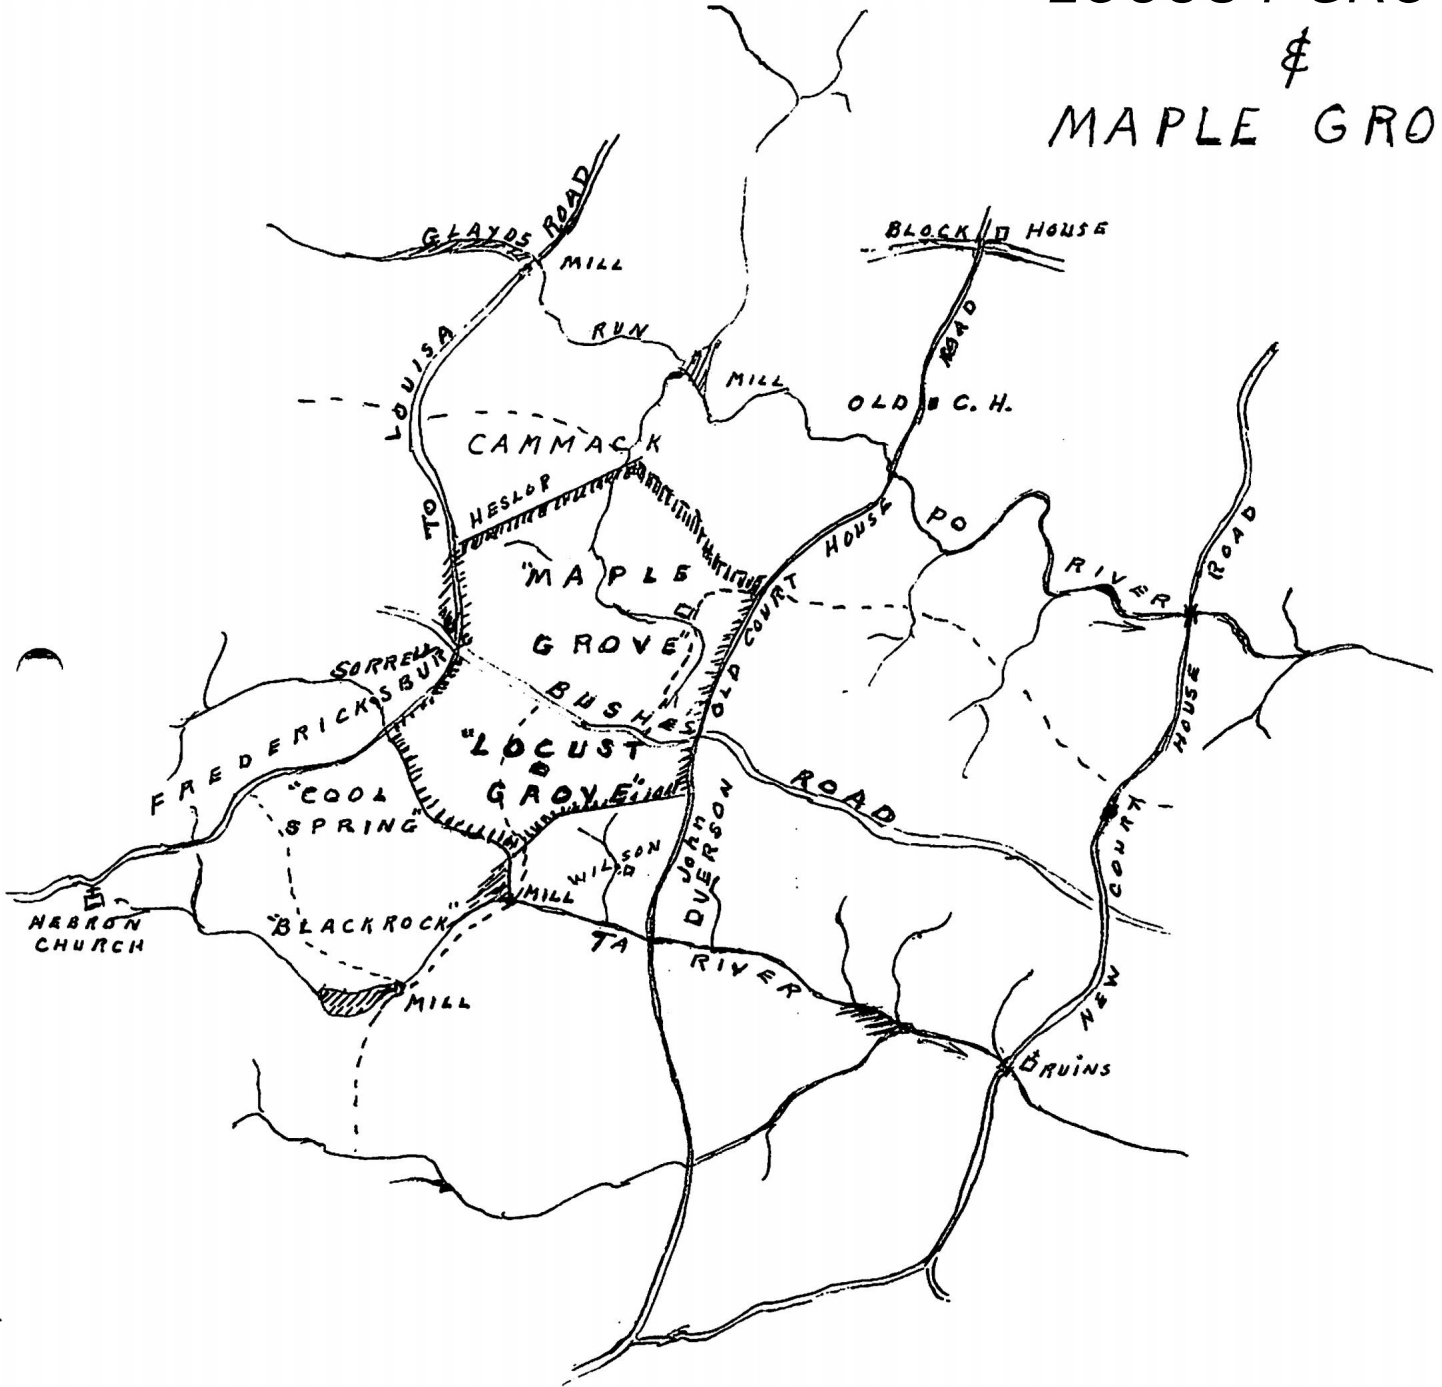 &
MAPLE GRO
GLAYDS
ROAD
MILL
BLOCK HOUSE
RUN
LOUISA
ROAD
MILL
OLD C.H.
CAMMACK
HESLOP
TO
HOUSE
PO
RIVER
ROAD
"MAPLE
GROVE"
COURT
OLD
SORRELL
FREDERICKSBUR
BUSHES
HOUSE
"LOCUST
GROVE"
"COOL
SPRING"
ROAD
COURT
John
DUERSON
WILSON
MILL
HEBRON
CHURCH
"BLACKROCK"
TA
RIVER
MILL
NEW
BRUINS